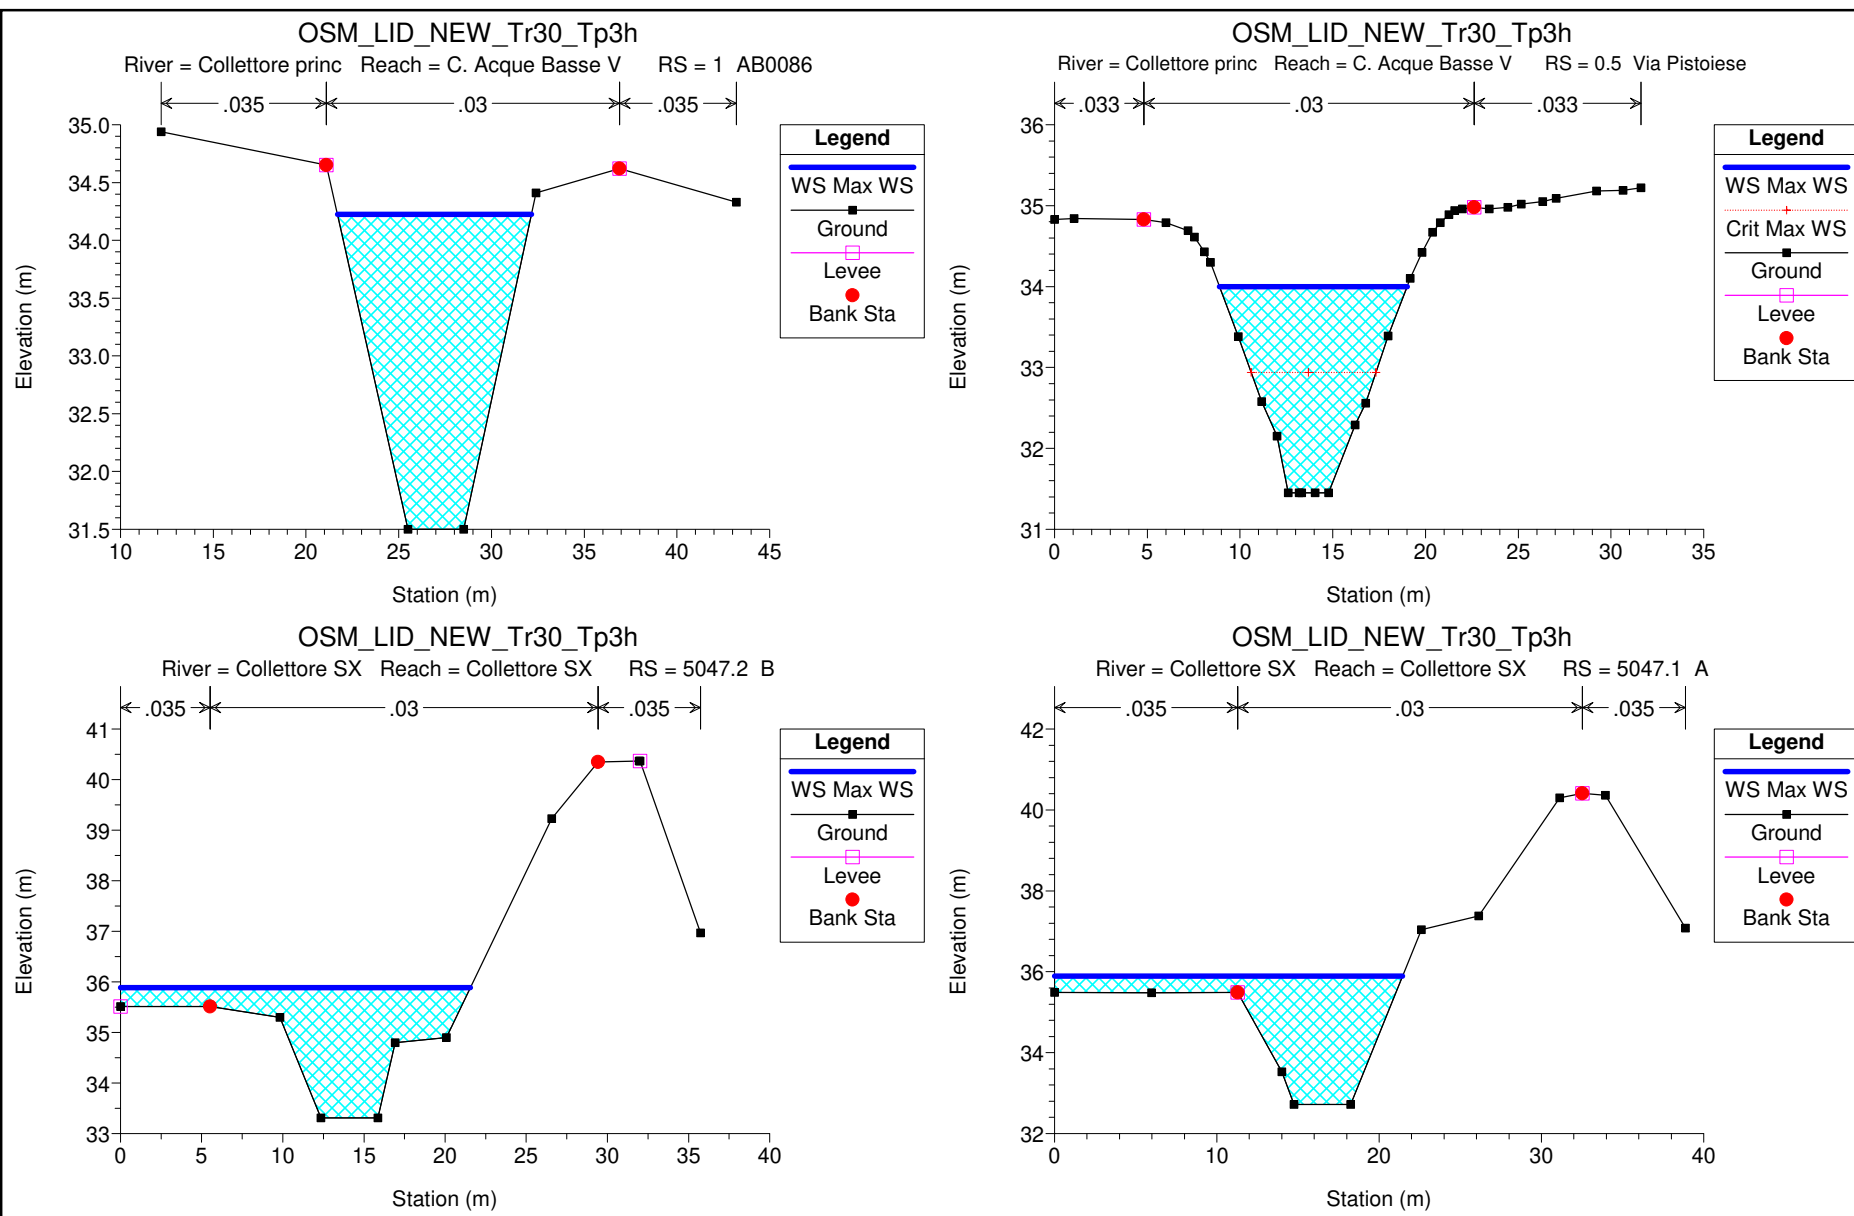 OSM_LID_NEW_Tr30_Tp3h
River = Collettore princ Reach = C. Acque Basse V RS = 1 AB0086
.035 .03 .035
35.0
34.5
34.0
33.5
33.0
32.5
32.0
31.5
Elevation (m)
10 15 20 25 30 35 40 45
Station (m)
Legend
WS Max WS
Ground
Levee
Bank Sta
OSM_LID_NEW_Tr30_Tp3h
River = Collettore princ Reach = C. Acque Basse V RS = 0.5 Via Pistoiese
.033 .03 .033
36
35
34
33
32
31
Elevation (m)
0 5 10 15 20 25 30 35
Station (m)
Legend
WS Max WS
Crit Max WS
Ground
Levee
Bank Sta
OSM_LID_NEW_Tr30_Tp3h
River = Collettore SX Reach = Collettore SX RS = 5047.2 B
.035 .03 .035
41
40
39
38
37
36
35
34
33
Elevation (m)
0 5 10 15 20 25 30 35 40
Station (m)
Legend
WS Max WS
Ground
Levee
Bank Sta
OSM_LID_NEW_Tr30_Tp3h
River = Collettore SX Reach = Collettore SX RS = 5047.1 A
.035 .03 .035
42
40
38
36
34
32
Elevation (m)
0 10 20 30 40
Station (m)
Legend
WS Max WS
Ground
Levee
Bank Sta